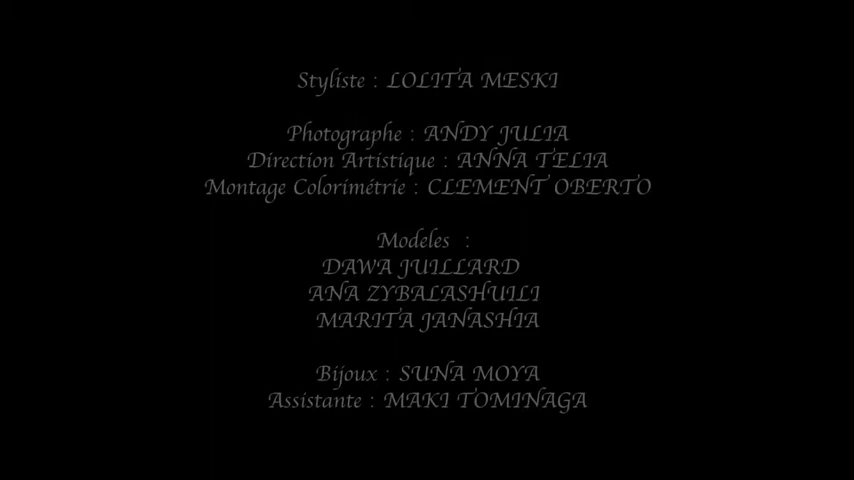 Styliste : LOLITA MESKI
Photographe : ANDY JULIA
Direction Artistique : ANNA TELIA
Montage Colorimétrie : CLEMENT OBERTO
Modeles :
DAWA JUILLARD
ANA ZYBALASHUILI
MARITA JANASHIA
Bijoux : SUNA MOYA
Assistante : MAKI TOMINAGA